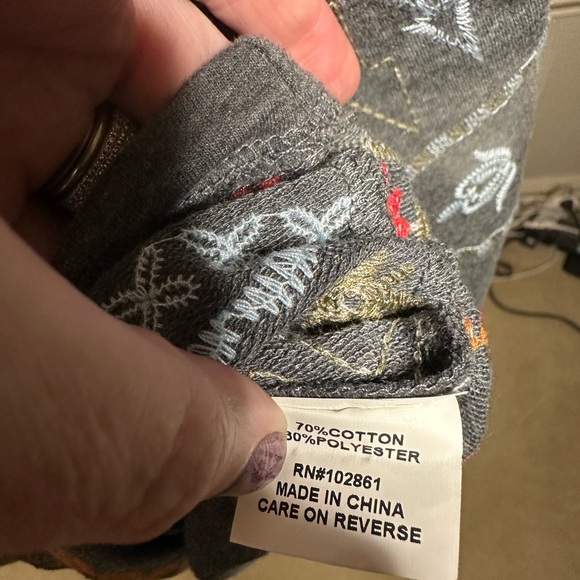 70%COTTON
30%POLYESTER
RN#102861
MADE IN CHINA
CARE ON REVERSE